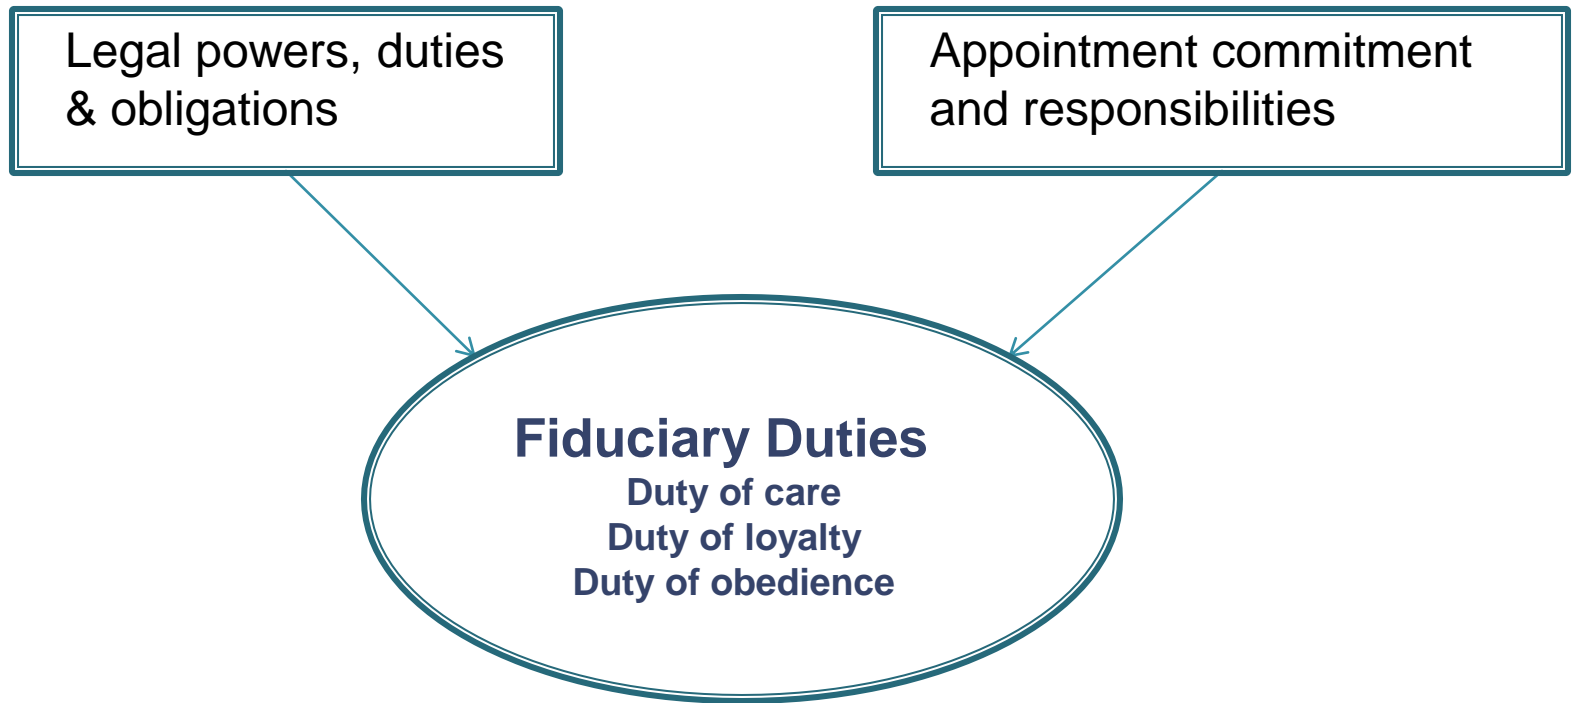 Legal powers, duties
& obligations
Appointment commitment
and responsibilities
Fiduciary Duties
Duty of care
Duty of loyalty
Duty of obedience